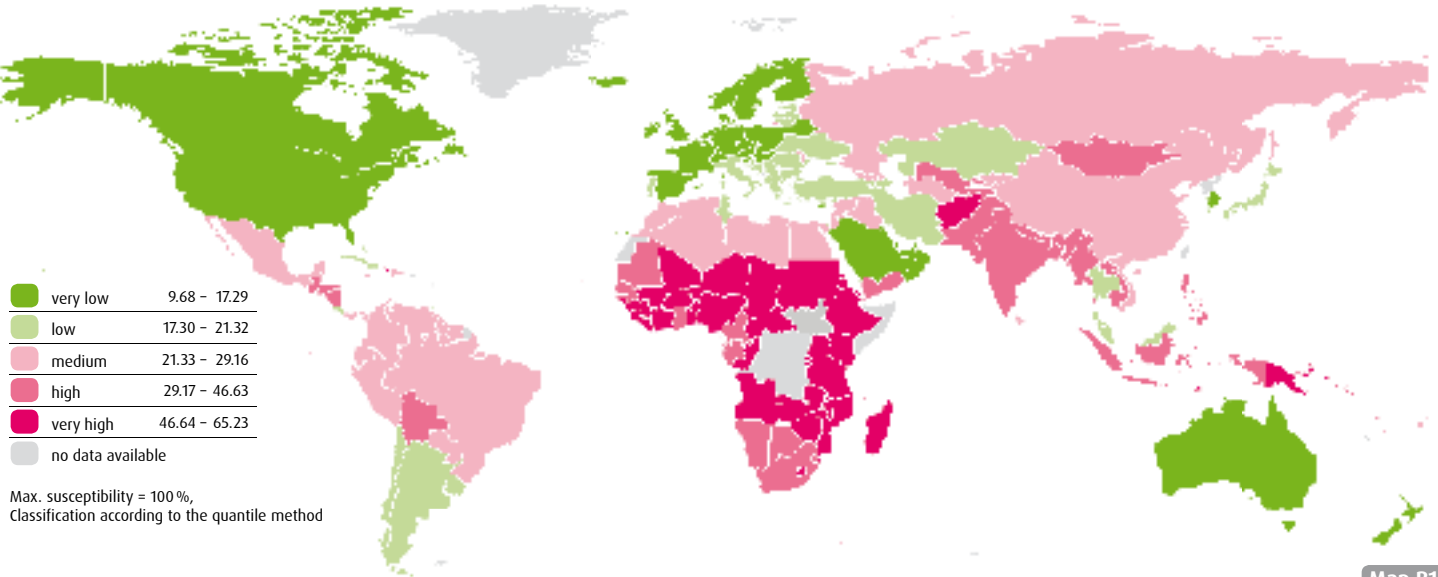 very low 9.68 – 17.29
low 17.30 – 21.32
medium 21.33 – 29.16
high 29.17 – 46.63
very high 46.64 – 65.23
no data available
Max. susceptibility = 100 %,
Classification according to the quantile method